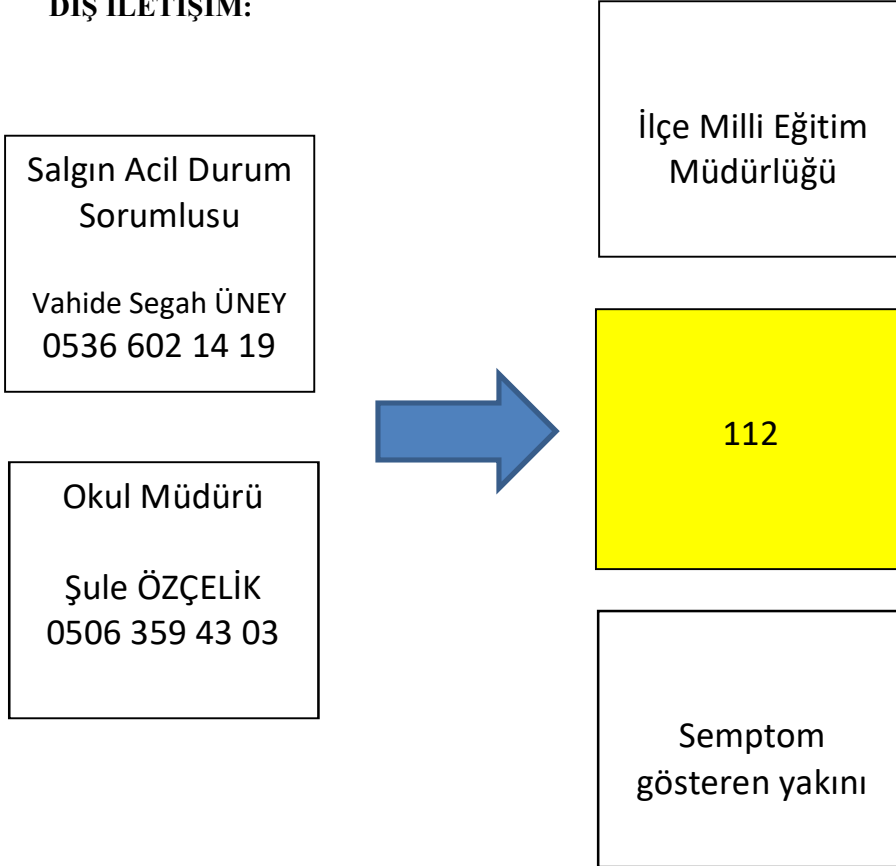 DIŞ İLETİŞİM:
Salgın Acil Durum
Sorumlusu
Vahide Segah ÜNEY
0536 602 14 19
Okul Müdürü
Şule ÖZÇELİK
0506 359 43 03
İlçe Milli Eğitim
Müdürlüğü
112
Semptom
gösteren yakını